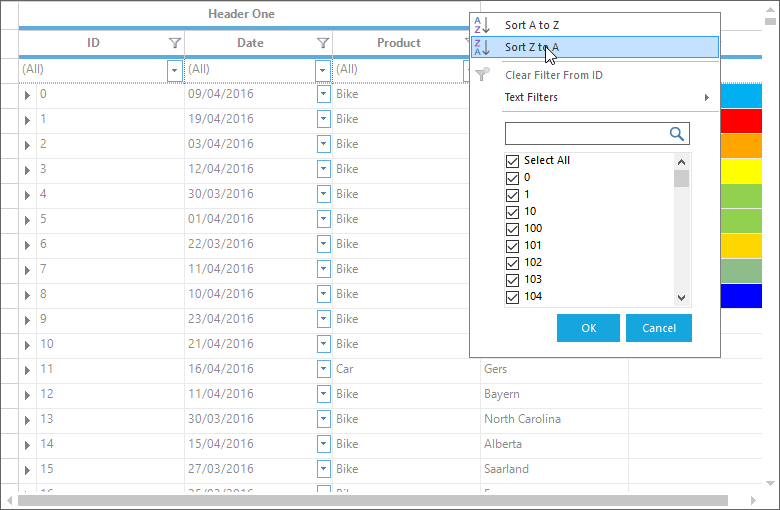 Header One
ID Date Product
(All) (All) (All)
0 09/04/2016 Bike
1 19/04/2016 Bike
2 03/04/2016 Bike
3 12/04/2016 Bike
4 30/03/2016 Bike
5 01/04/2016 Bike
6 22/03/2016 Bike
7 11/04/2016 Bike
8 10/04/2016 Bike
9 23/04/2016 Bike
10 21/04/2016 Bike
11 16/04/2016 Car Gers
12 11/04/2016 Bike Bayern
13 30/03/2016 Bike North Carolina
14 15/04/2016 Bike Alberta
15 27/03/2016 Bike Saarland
Sort A to Z
Sort Z to A
Clear Filter From ID
Text Filters
Select All
0
1
10
100
101
102
103
104
OK Cancel